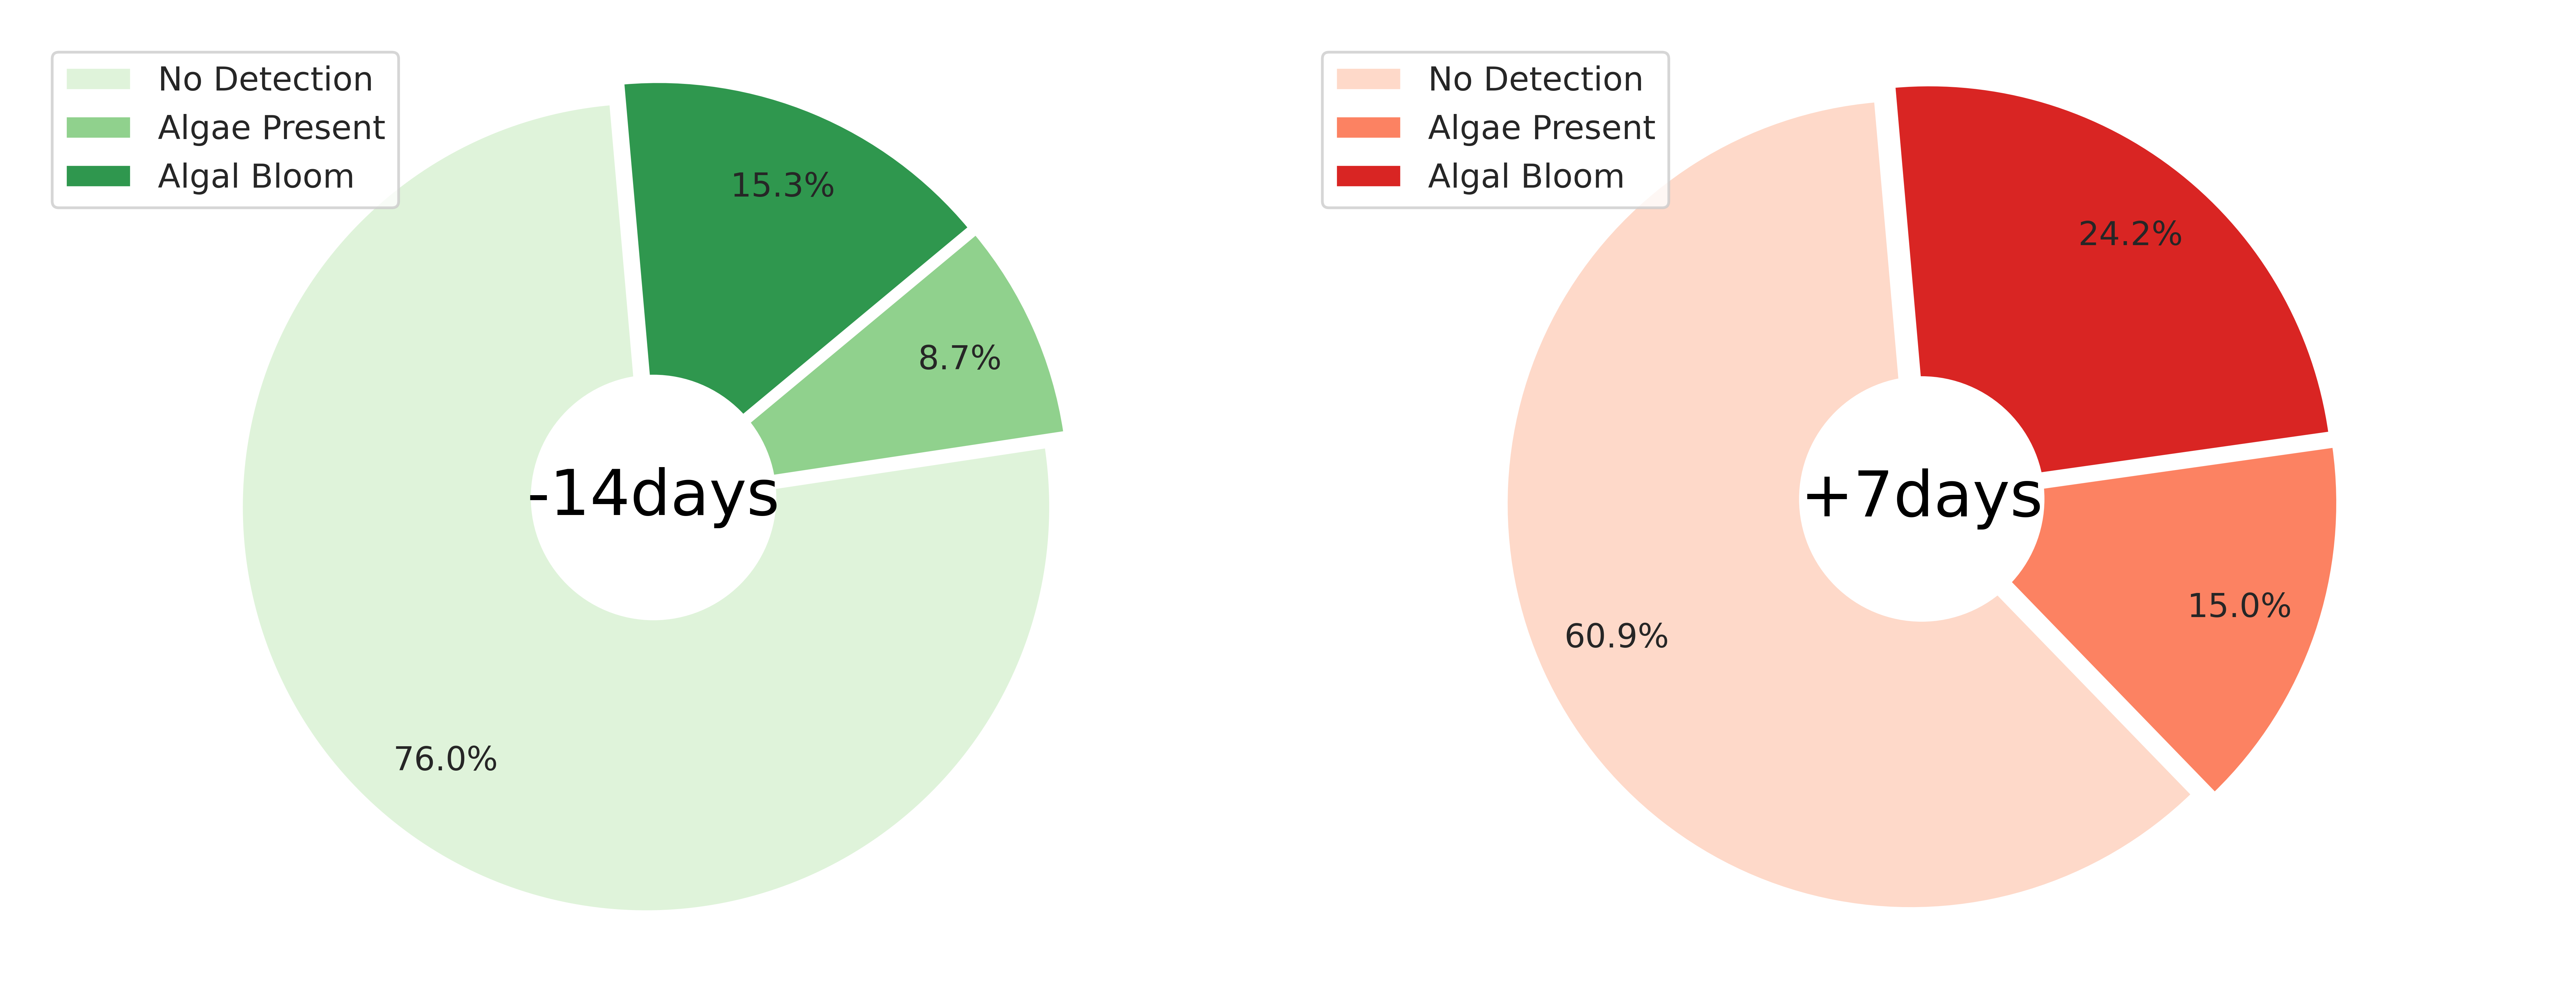 No Detection
Algae Present
Algal Bloom
15.3%
8.7%
-14days
76.0%
No Detection
Algae Present
Algal Bloom
24.2%
+7days
15.0%
60.9%